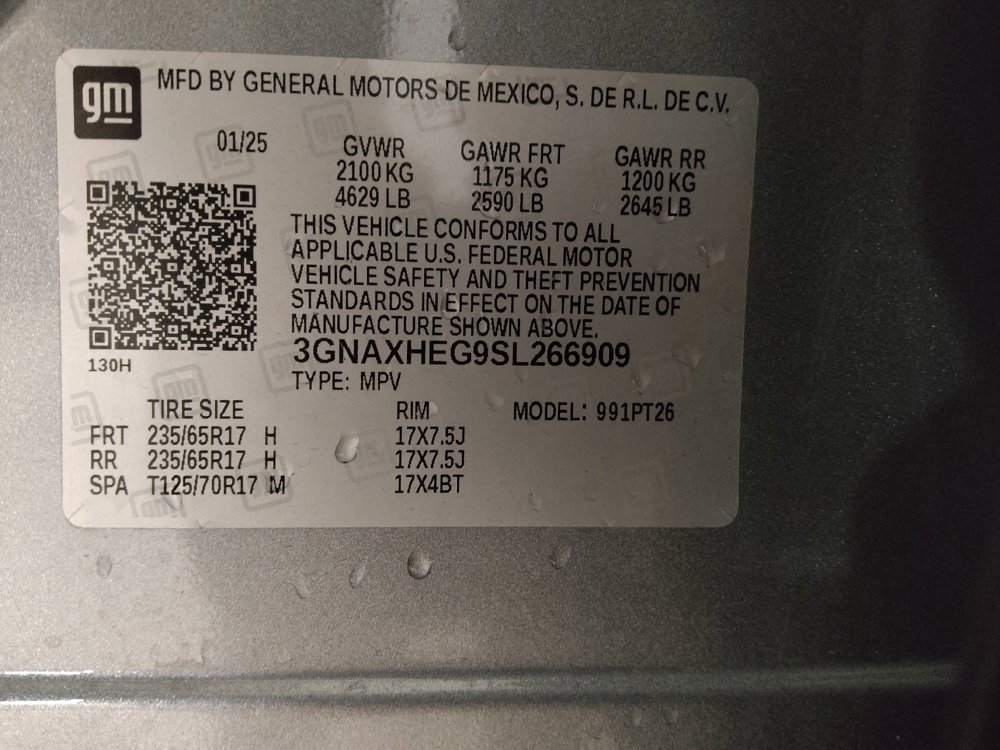 gm
MFD BY GENERAL MOTORS DE MEXICO, S. DE R.L. DE C.V.
01/25 GVWR GAWR FRT GAWR RR
2100 KG 1175 KG 1200 KG
4629 LB 2590 LB 2645 LB
THIS VEHICLE CONFORMS TO ALL
APPLICABLE U.S. FEDERAL MOTOR
VEHICLE SAFETY AND THEFT PREVENTION
STANDARDS IN EFFECT ON THE DATE OF
MANUFACTURE SHOWN ABOVE.
3GNAXHEG9SL266909
130H
TYPE: MPV
TIRE SIZE RIM MODEL: 991PT26
FRT 235/65R17 H 17X7.5J
RR 235/65R17 H 17X7.5J
SPA T125/70R17 M 17X4BT